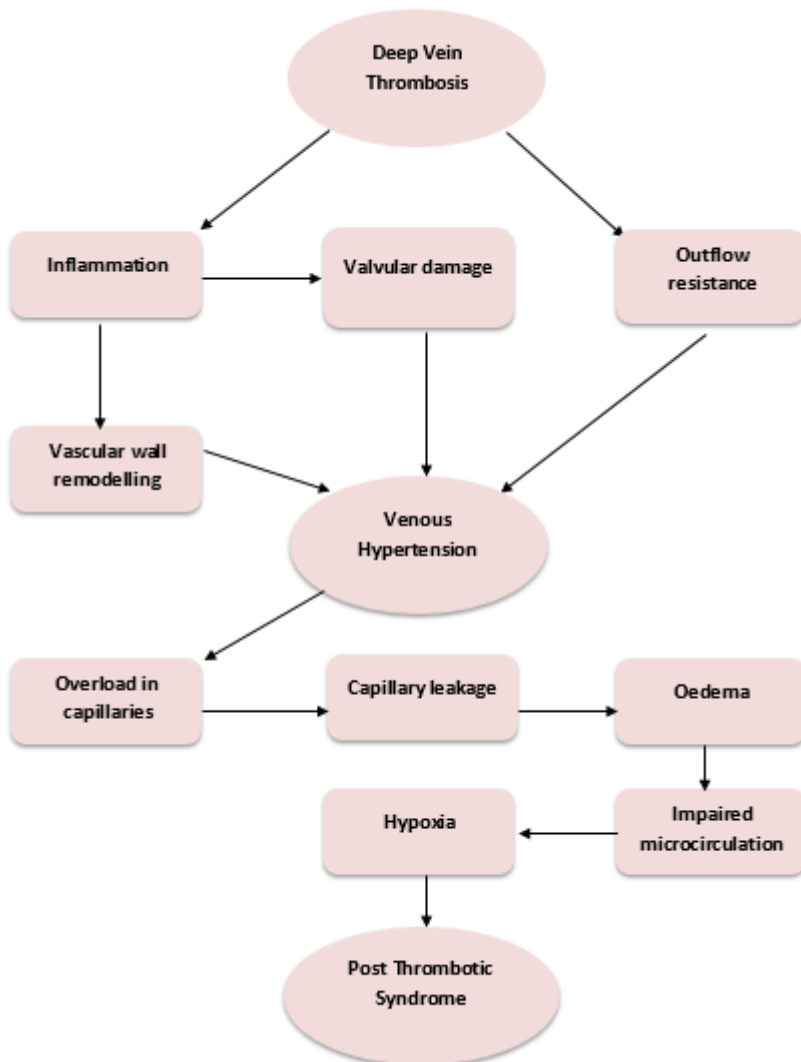 Deep Vein
Thrombosis
Inflammation
Valvular damage
Outflow
resistance
Vascular wall
remodelling
Venous
Hypertension
Overload in
capillaries
Capillary leakage
Oedema
Hypoxia
Impaired
microcirculation
Post Thrombotic
Syndrome